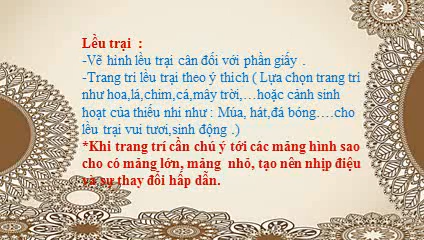 Lều trại :
-Vẽ hình lều trại cân đối với phần giấy .
-Trang trí lều trại theo ý thích ( Lựa chọn trang trí
như hoa,lá,chim,cá,mây trời,…hoặc cảnh sinh
hoạt của thiếu nhi như : Múa, hát,đá bóng….cho
lều trại vui tươi,sinh động .)
*Khi trang trí cần chú ý tới các mảng hình sao
cho có mảng lớn, mảng nhỏ, tạo nên nhịp điệu
và sự thay đổi hấp dẫn.